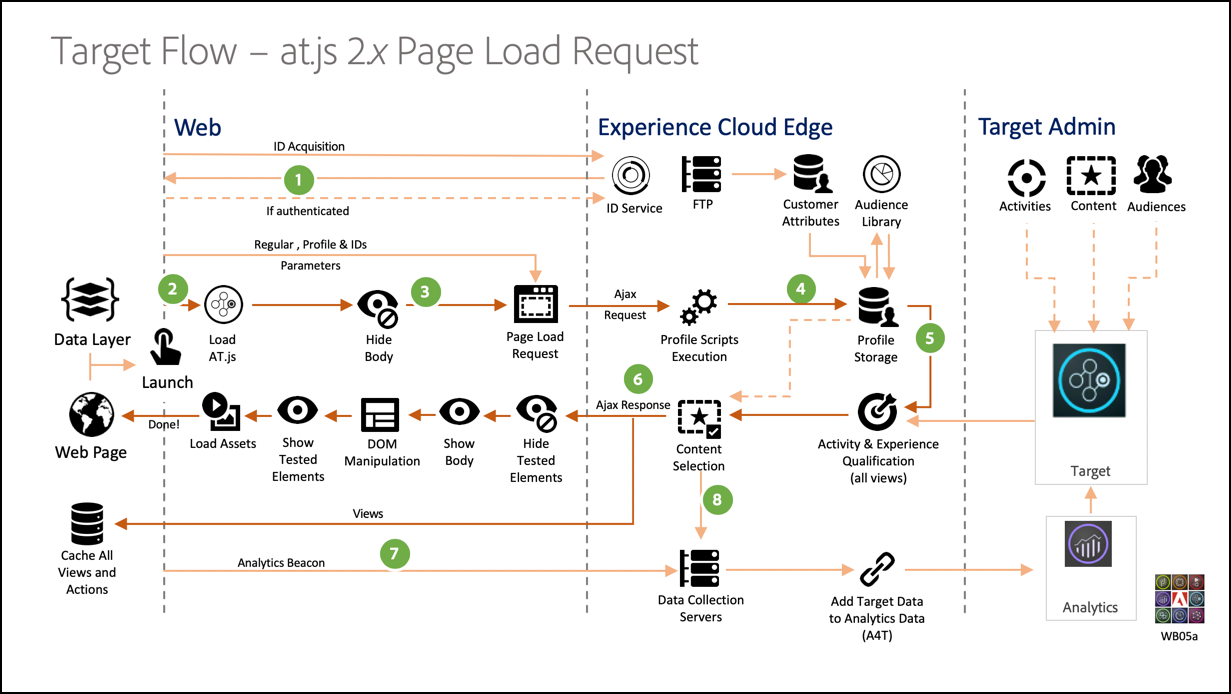 Target Flow – at.js 2.x Page Load Request
Web
Experience Cloud Edge
Target Admin
ID Acquisition
1
If authenticated
ID Service
FTP
Customer
Attributes
Audience
Library
Activities
Content
Audiences
Regular , Profile & IDs
Parameters
Data Layer
Launch
2
Load
AT.js
Hide
Body
3
Page Load
Request
Ajax
Request
Profile Scripts
Execution
4
Profile
Storage
5
6
Ajax Response
Web Page
Done!
Load Assets
Show
Tested
Elements
DOM
Manipulation
Show
Body
Hide
Tested
Elements
Content
Selection
Activity & Experience
Qualification
(all views)
Target
8
Views
Cache All
Views and
Actions
7
Analytics Beacon
Data Collection
Servers
Add Target Data
to Analytics Data
(A4T)
Analytics
WB05a